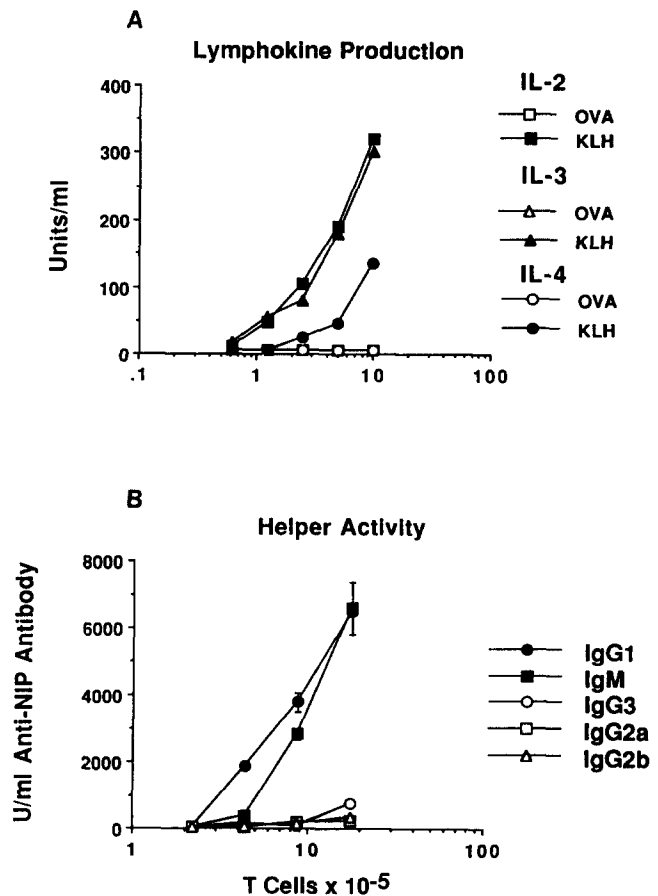 A
Lymphokine Production
400
300
200
100
0
.1
1
10
100
Units/ml
IL-2
OVA
KLH
IL-3
OVA
KLH
IL-4
OVA
KLH
B
Helper Activity
8000
6000
4000
2000
0
1
10
100
U/ml Anti-NIP Antibody
T Cells x 10-5
IgG1
IgM
IgG3
IgG2a
IgG2b